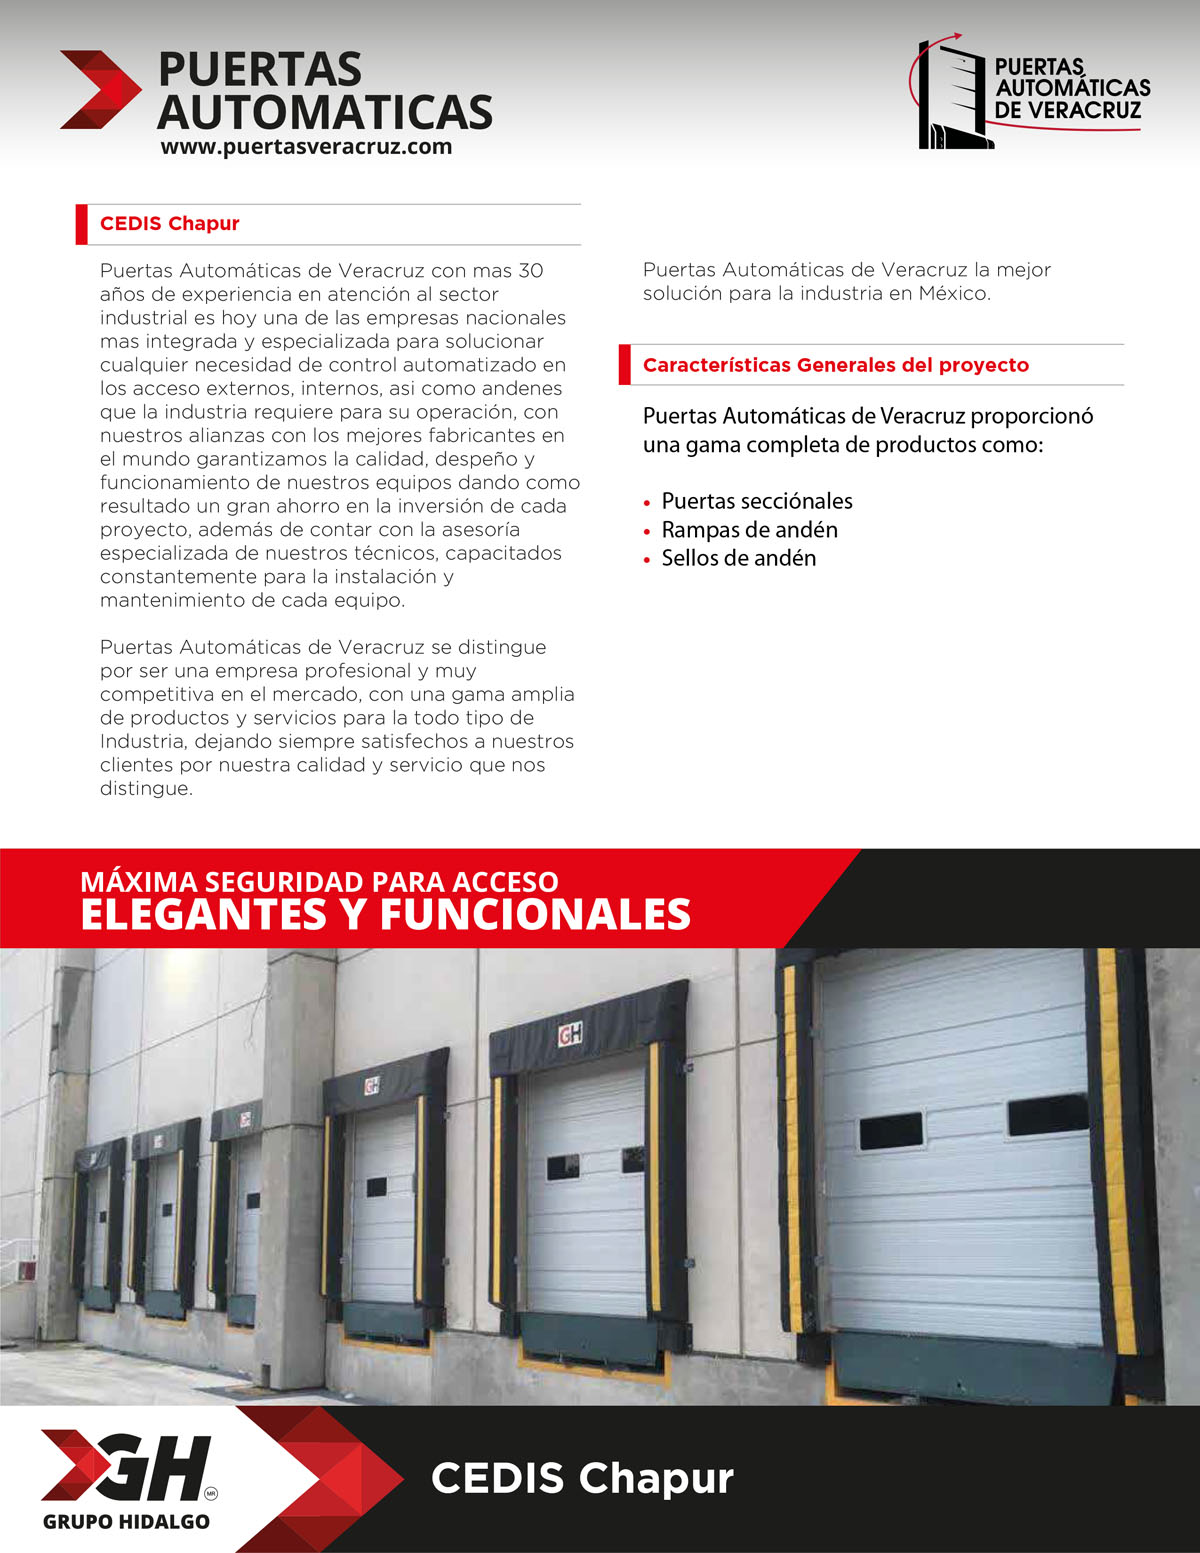 PUERTAS
AUTOMATICAS
www.puertasveracruz.com
PUERTAS
AUTOMÁTICAS
DE VERACRUZ
CEDIS Chapur
Puertas Automáticas de Veracruz con mas 30
años de experiencia en atención al sector
industrial es hoy una de las empresas nacionales
mas integrada y especializada para solucionar
cualquier necesidad de control automatizado en
los acceso externos, internos, asi como andenes
que la industria requiere para su operación, con
nuestros alianzas con los mejores fabricantes en
el mundo garantizamos la calidad, despeño y
funcionamiento de nuestros equipos dando como
resultado un gran ahorro en la inversión de cada
proyecto, además de contar con la asesoría
especializada de nuestros técnicos, capacitados
constantemente para la instalación y
mantenimiento de cada equipo.
Puertas Automáticas de Veracruz se distingue
por ser una empresa profesional y muy
competitiva en el mercado, con una gama amplia
de productos y servicios para la todo tipo de
Industria, dejando siempre satisfechos a nuestros
clientes por nuestra calidad y servicio que nos
distingue.
Puertas Automáticas de Veracruz la mejor
solución para la industria en México.
Características Generales del proyecto
Puertas Automáticas de Veracruz proporcionó
una gama completa de productos como:
• Puertas secciónales
• Rampas de andén
• Sellos de andén
MÁXIMA SEGURIDAD PARA ACCESO
ELEGANTES Y FUNCIONALES
GH
GH
GH
GH
MR
GRUPO HIDALGO
CEDIS Chapur